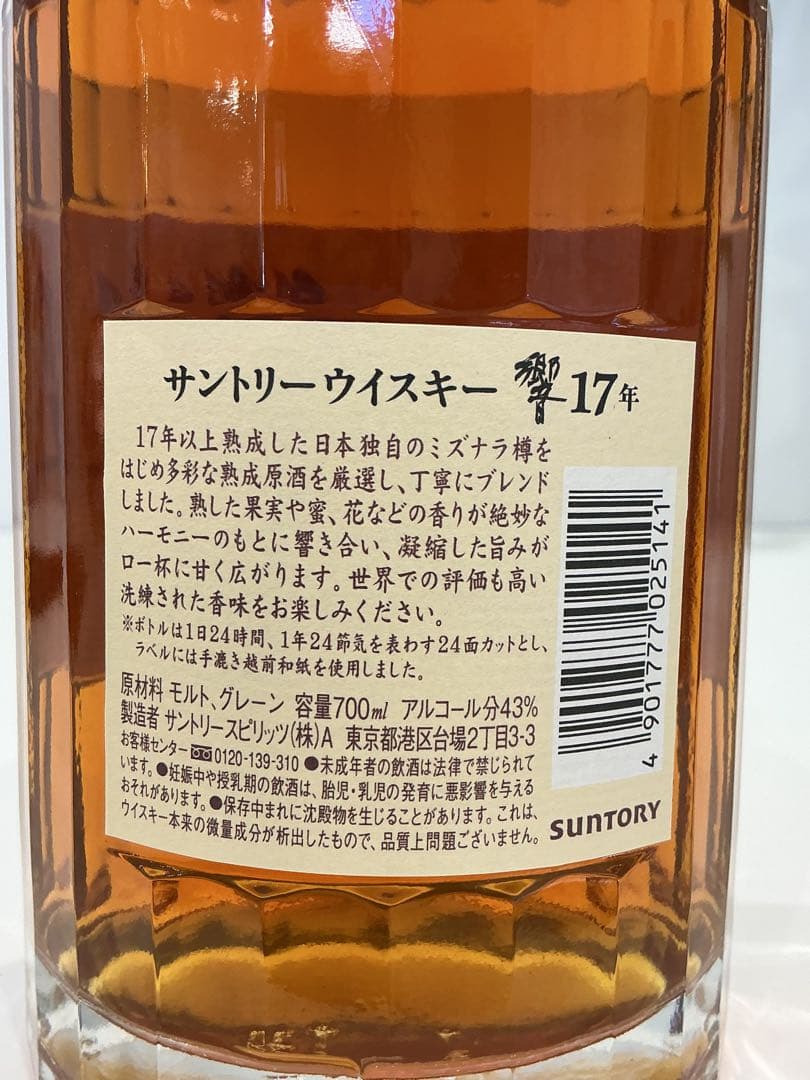 サントリーウイスキー 響 17年
17年以上熟成した日本独自のミズナラ樽を
はじめ多彩な熟成原酒を厳選し、丁寧にブレンド
しました。熟した果実や蜜、花などの香りが絶妙な
ハーモニーのもとに響き合い、凝縮した旨みが
口一杯に甘く広がります。世界での評価も高い
洗練された香味をお楽しみください。
※ボトルは1日24時間、1年24節気を表わす24面カットとし、
ラベルには手漉き越前和紙を使用しました。
原材料 モルト、グレーン 容量700ml アルコール分43%
製造者 サントリースピリッツ(株)A 東京都港区台場2丁目3-3
お客様センター 0120-139-310 ●未成年者の飲酒は法律で禁じられて
います。●妊娠中や授乳期の飲酒は、胎児・乳児の発育に悪影響を与える
おそれがあります。●保存中まれに沈殿物を生じることがあります。これは、
ウイスキー本来の微量成分が析出したもので、品質上問題ございません。
4 901777 025141
SUNTORY